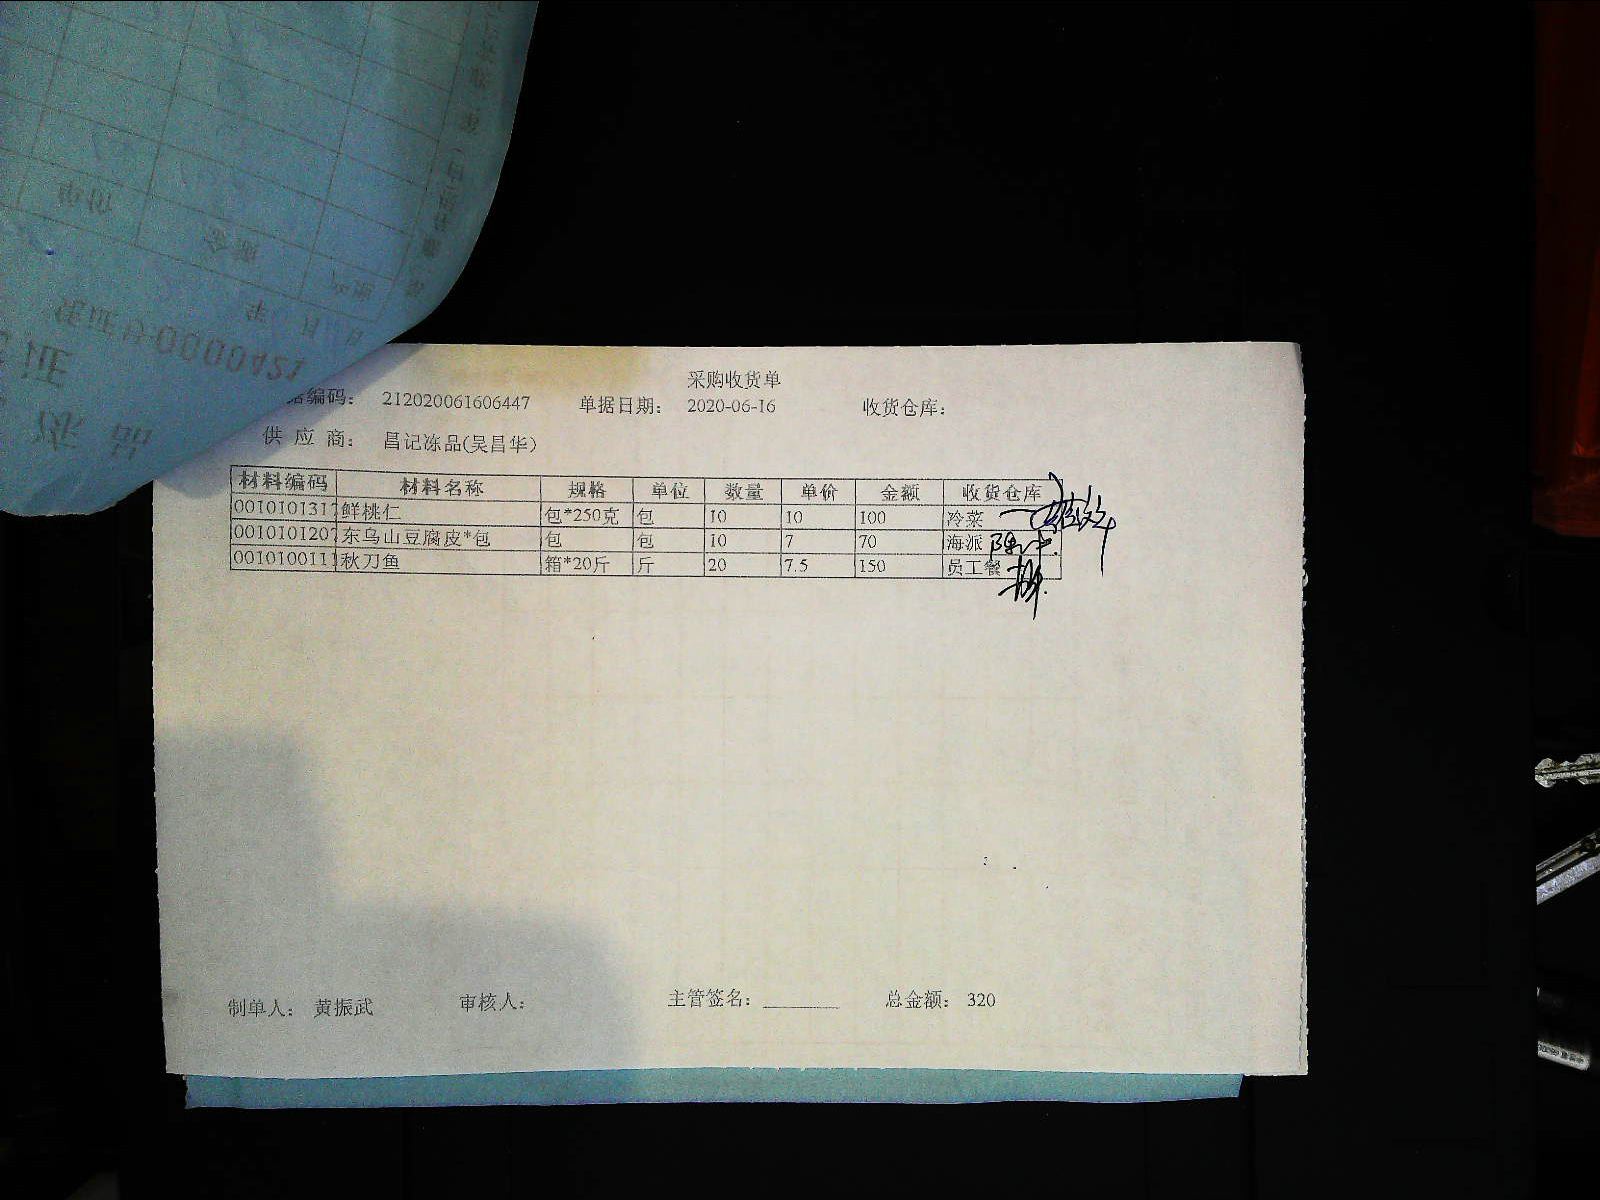 采购收货单
编码： 212020061606447 单据日期： 2020-06-16 收货仓库：
供 应 商： 昌记冻品(吴昌华)
材料编码 材料名称 规格 单位 数量 单价 金额 收货仓库
0010101317 鲜桃仁 包*250克 包 10 10 100 冷菜
0010101207 东乌山豆腐皮*包 包 包 10 7 70 海派
001010011 秋刀鱼 箱*20斤 斤 20 7.5 150 员工餐
制单人： 黄振武 审核人： 主管签名： 总金额： 320